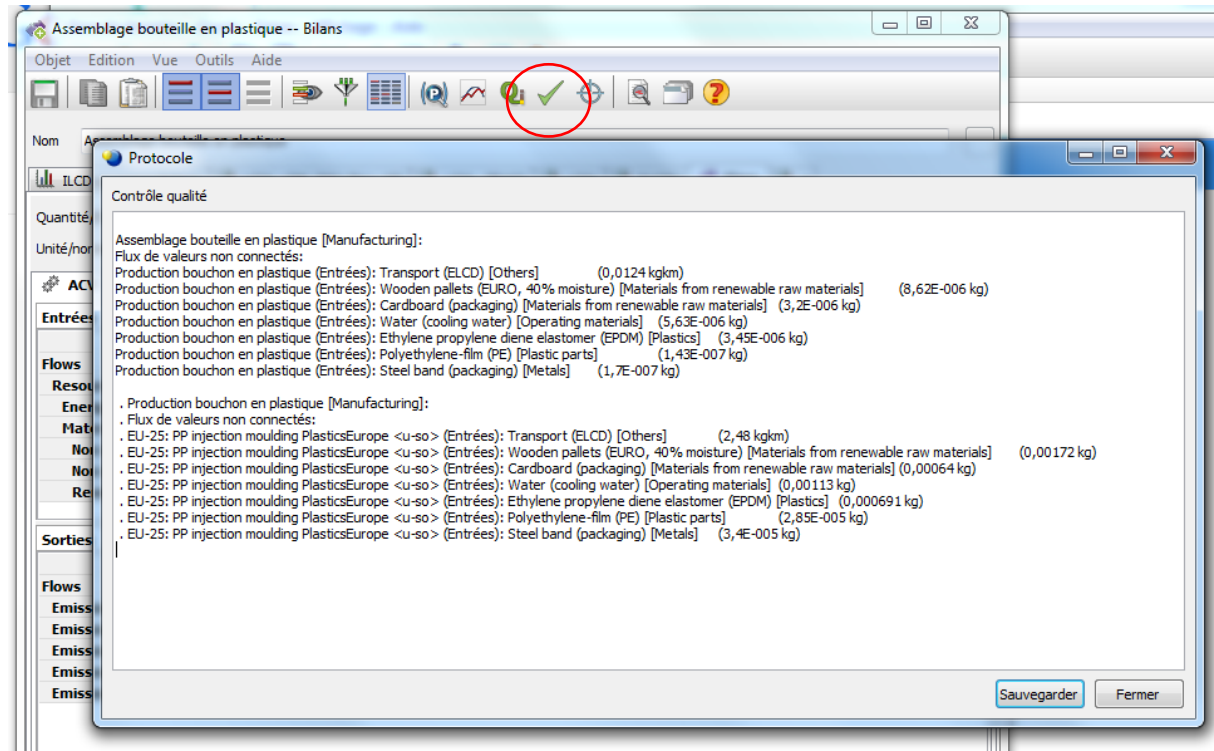 Assemblage bouteille en plastique -- Bilans
Objet Edition Vue Outils Aide
Nom
Protocole
ILCD
Contrôle qualité
Quantité
Unité/nor
Assemblage bouteille en plastique [Manufacturing]:
Flux de valeurs non connectés:
Production bouchon en plastique (Entrées): Transport (ELCD) [Others] (0,0124 kgkm)
Production bouchon en plastique (Entrées): Wooden pallets (EURO, 40% moisture) [Materials from renewable raw materials] (8,62E-006 kg)
Production bouchon en plastique (Entrées): Cardboard (packaging) [Materials from renewable raw materials] (3,2E-006 kg)
Production bouchon en plastique (Entrées): Water (cooling water) [Operating materials] (5,63E-006 kg)
Production bouchon en plastique (Entrées): Ethylene propylene diene elastomer (EPDM) [Plastics] (3,45E-006 kg)
Production bouchon en plastique (Entrées): Polyethylene-film (PE) [Plastic parts] (1,43E-007 kg)
Production bouchon en plastique (Entrées): Steel band (packaging) [Metals] (1,7E-007 kg)
. Production bouchon en plastique [Manufacturing]:
. Flux de valeurs non connectés:
. EU-25: PP injection moulding PlasticsEurope <u-so> (Entrées): Transport (ELCD) [Others] (2,48 kgkm)
. EU-25: PP injection moulding PlasticsEurope <u-so> (Entrées): Wooden pallets (EURO, 40% moisture) [Materials from renewable raw materials] (0,00172 kg)
. EU-25: PP injection moulding PlasticsEurope <u-so> (Entrées): Cardboard (packaging) [Materials from renewable raw materials] (0,00064 kg)
. EU-25: PP injection moulding PlasticsEurope <u-so> (Entrées): Water (cooling water) [Operating materials] (0,00113 kg)
. EU-25: PP injection moulding PlasticsEurope <u-so> (Entrées): Ethylene propylene diene elastomer (EPDM) [Plastics] (0,000691 kg)
. EU-25: PP injection moulding PlasticsEurope <u-so> (Entrées): Polyethylene-film (PE) [Plastic parts] (2,85E-005 kg)
. EU-25: PP injection moulding PlasticsEurope <u-so> (Entrées): Steel band (packaging) [Metals] (3,4E-005 kg)
ACV
Entrées
Flows
Resou
Ener
Mat
No
No
Re
Sorties
Flows
Emiss
Emiss
Emiss
Emiss
Emiss
Sauvegarder Fermer